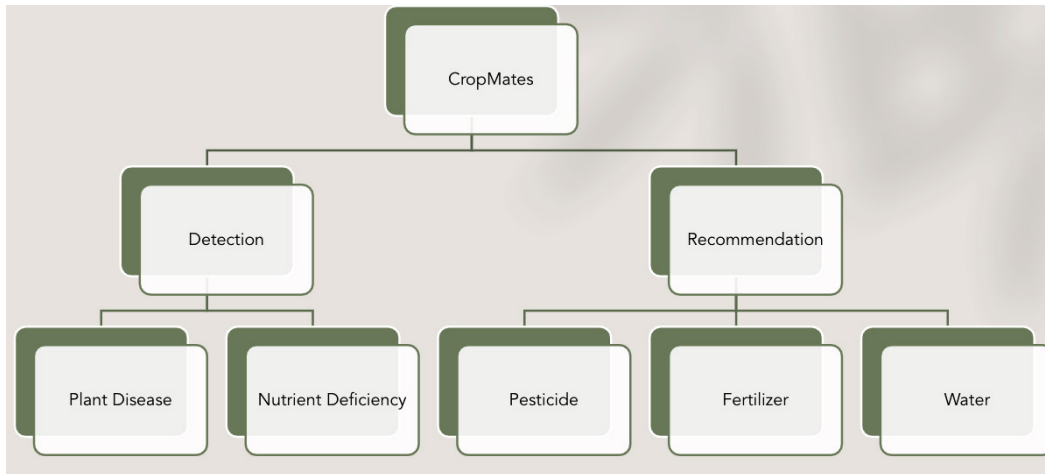 CropMates
Detection
Recommendation
Plant Disease
Nutrient Deficiency
Pesticide
Fertilizer
Water